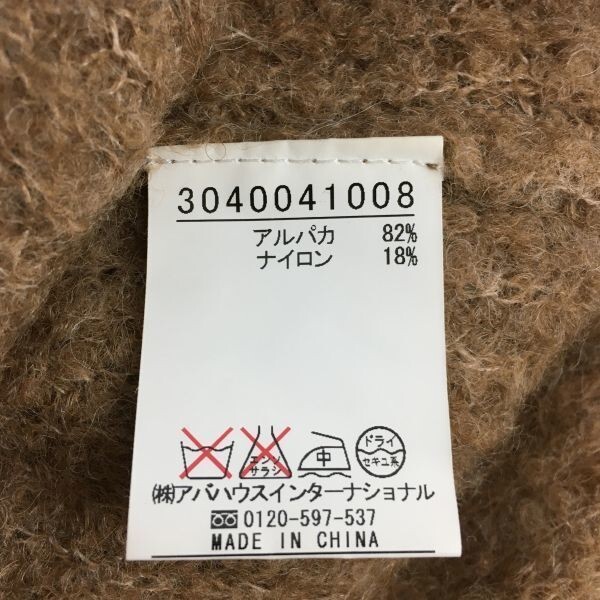 3040041008
アルパカ 82%
ナイロン 18%
エンソ サラシ 中 ドライ セキユ系
㈱アバハウスインターナショナル
0120-597-537
MADE IN CHINA